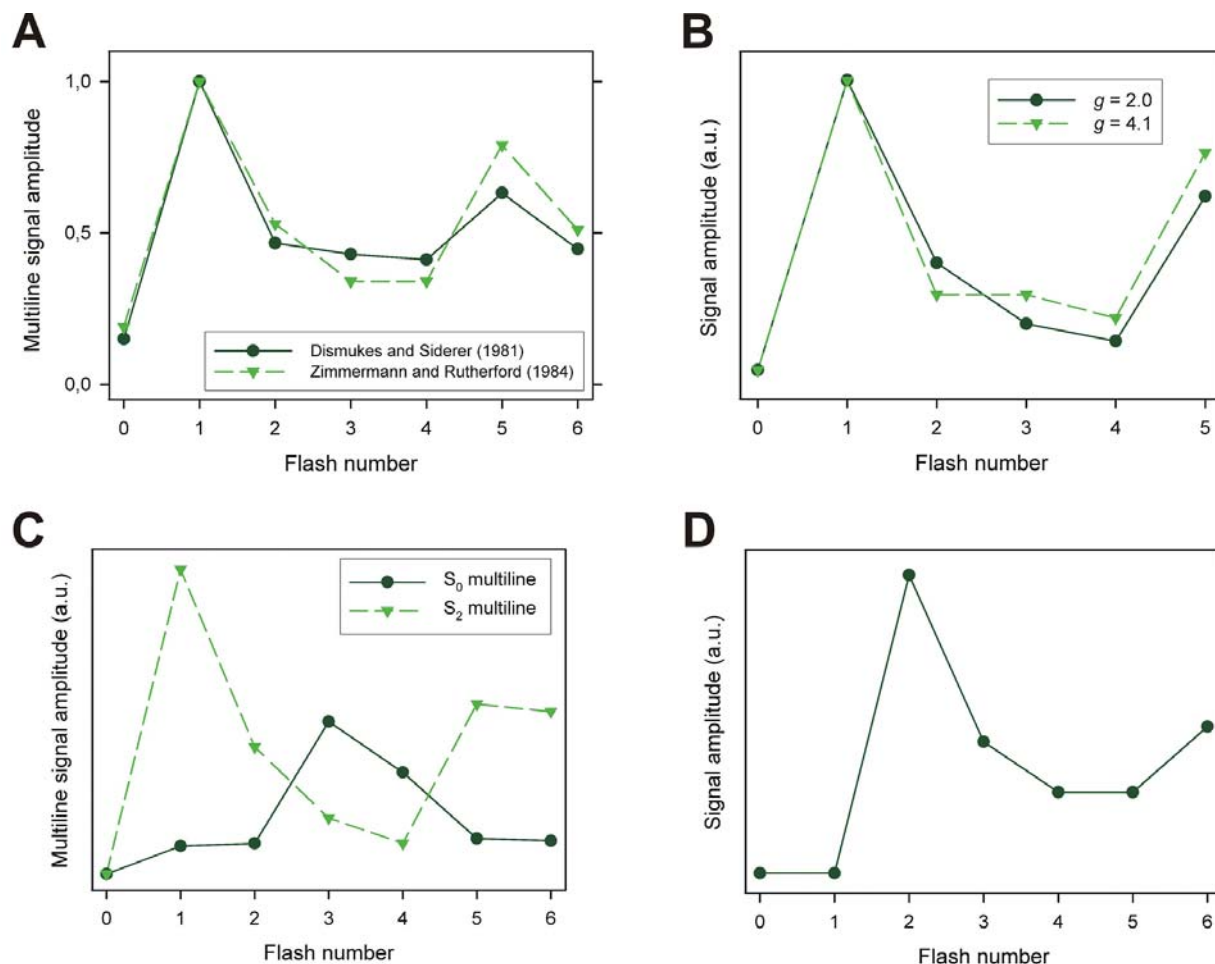 A
Multiline signal amplitude
1,0
0,5
0,0
Dismukes and Siderer (1981)
Zimmermann and Rutherford (1984)
0 1 2 3 4 5 6
Flash number
B
Signal amplitude (a.u.)
g = 2.0
g = 4.1
0 1 2 3 4 5
Flash number
C
Multiline signal amplitude (a.u.)
S0 multiline
S2 multiline
0 1 2 3 4 5 6
Flash number
D
Signal amplitude (a.u.)
0 1 2 3 4 5 6
Flash number